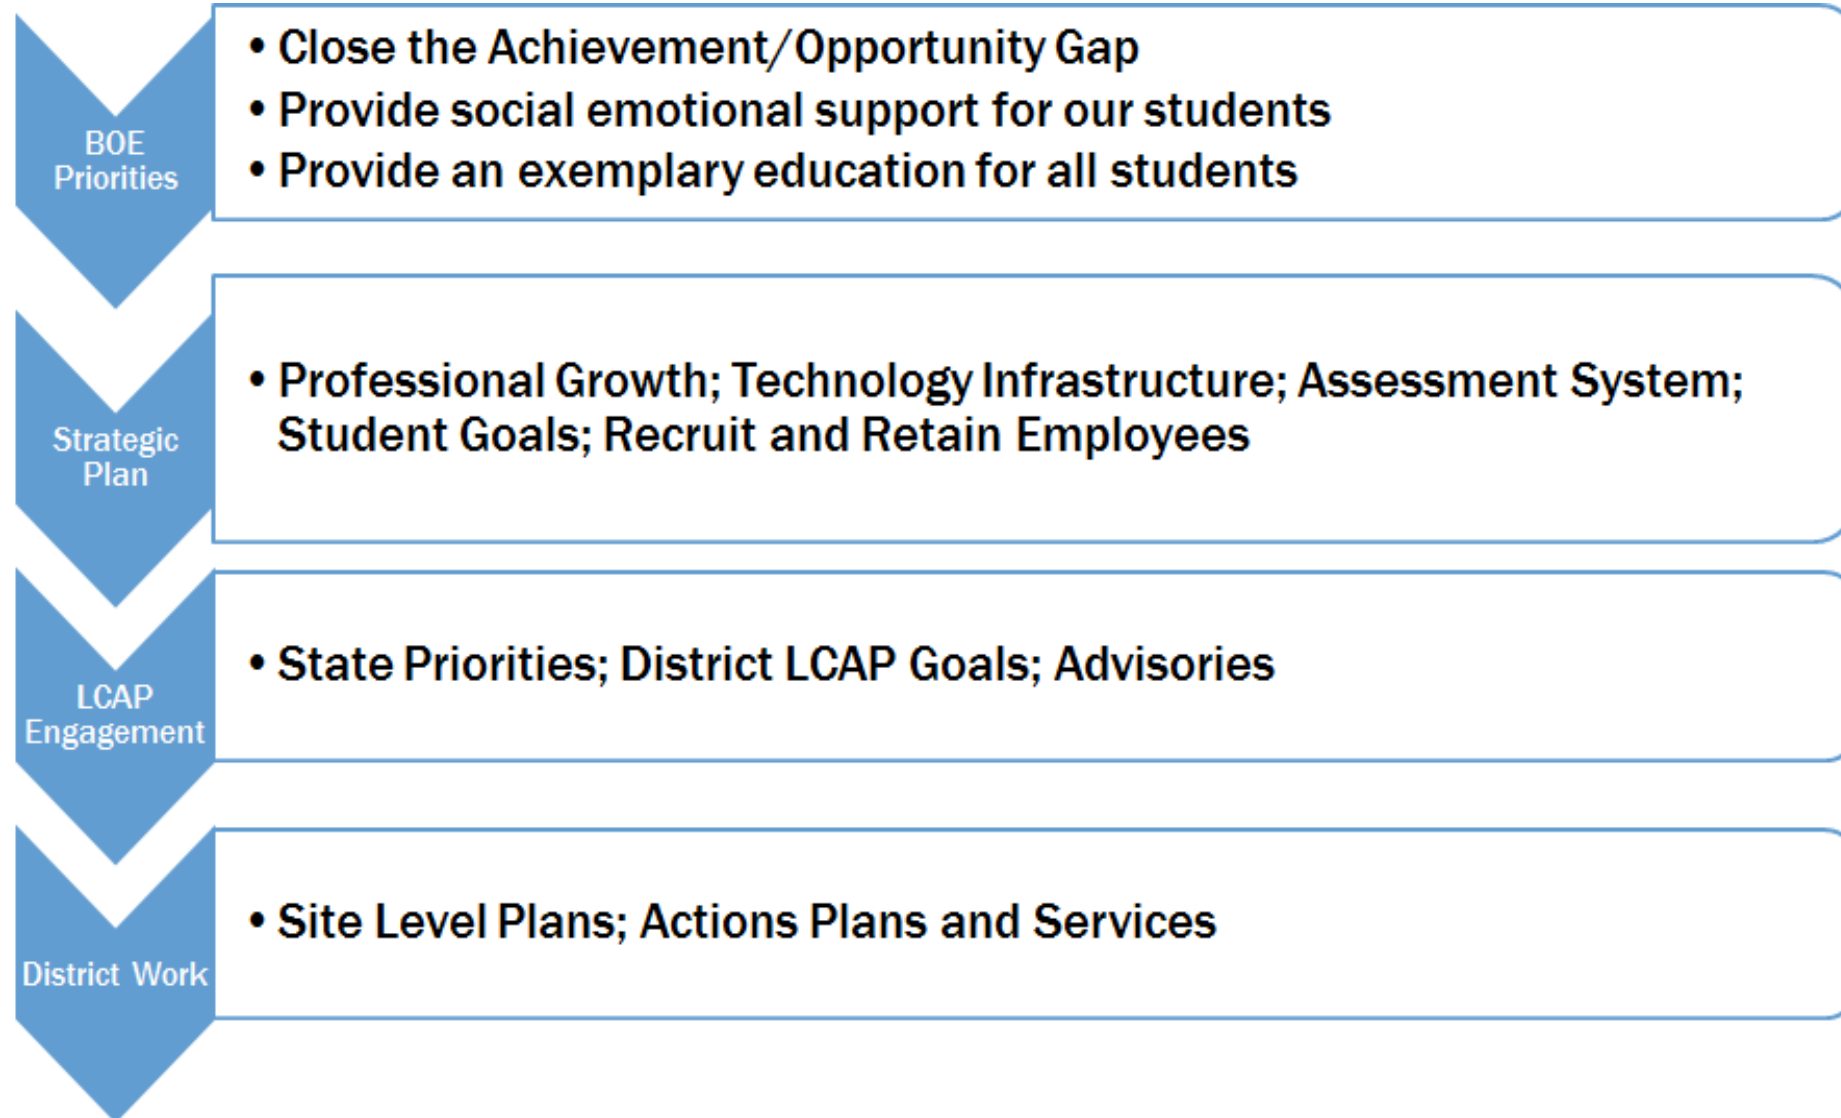 BOE
Priorities
• Close the Achievement/Opportunity Gap
• Provide social emotional support for our students
• Provide an exemplary education for all students
Strategic
Plan
• Professional Growth; Technology Infrastructure; Assessment System;
Student Goals; Recruit and Retain Employees
LCAP
Engagement
• State Priorities; District LCAP Goals; Advisories
District Work
• Site Level Plans; Actions Plans and Services